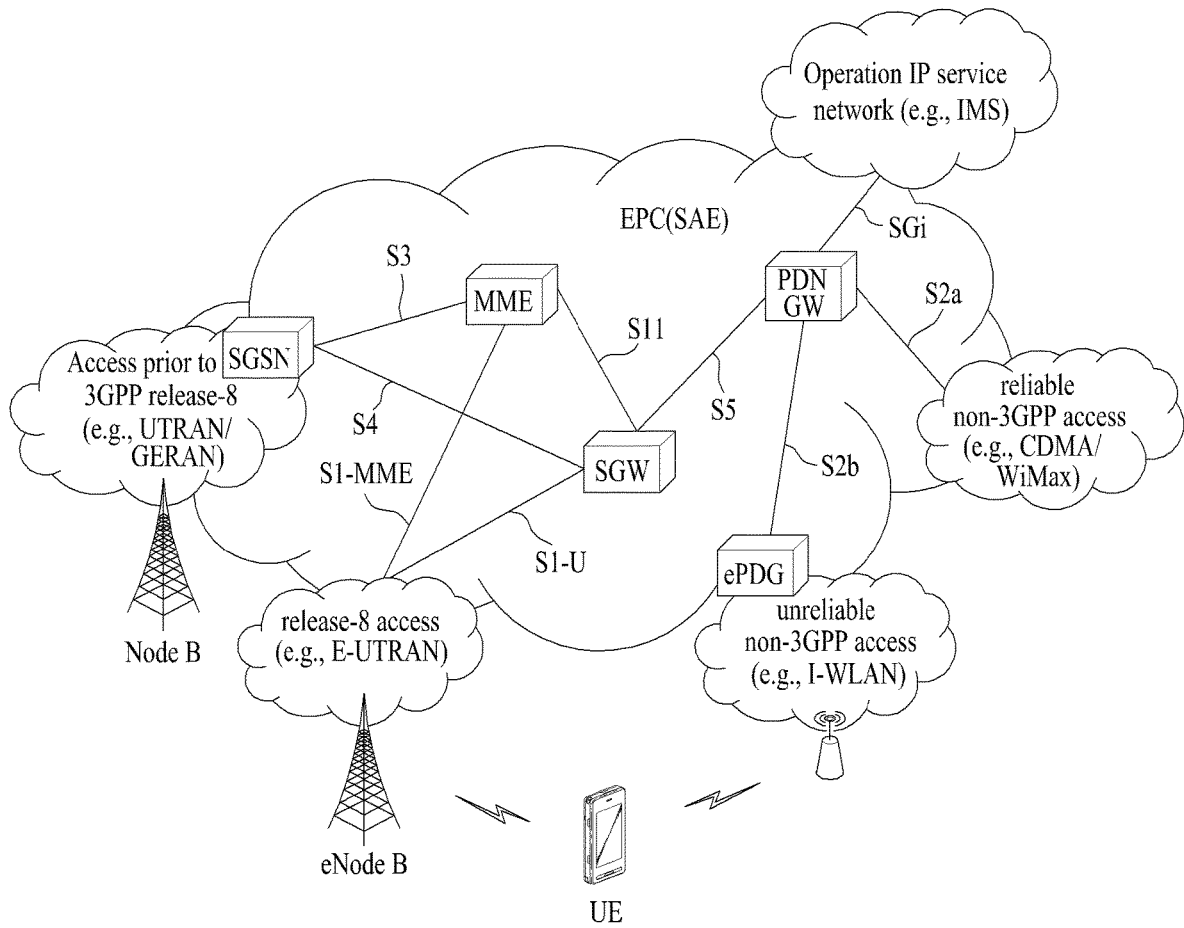 Operation IP service
network (e.g., IMS)
EPC(SAE)
SGi
S3
MME
PDN
GW
S2a
S11
SGSN
Access prior to
3GPP release-8
(e.g., UTRAN/
GERAN)
S4
S5
reliable
non-3GPP access
(e.g., CDMA/
WiMax)
SGW
S2b
S1-MME
S1-U
ePDG
Node B
release-8 access
(e.g., E-UTRAN)
unreliable
non-3GPP access
(e.g., I-WLAN)
eNode B
UE